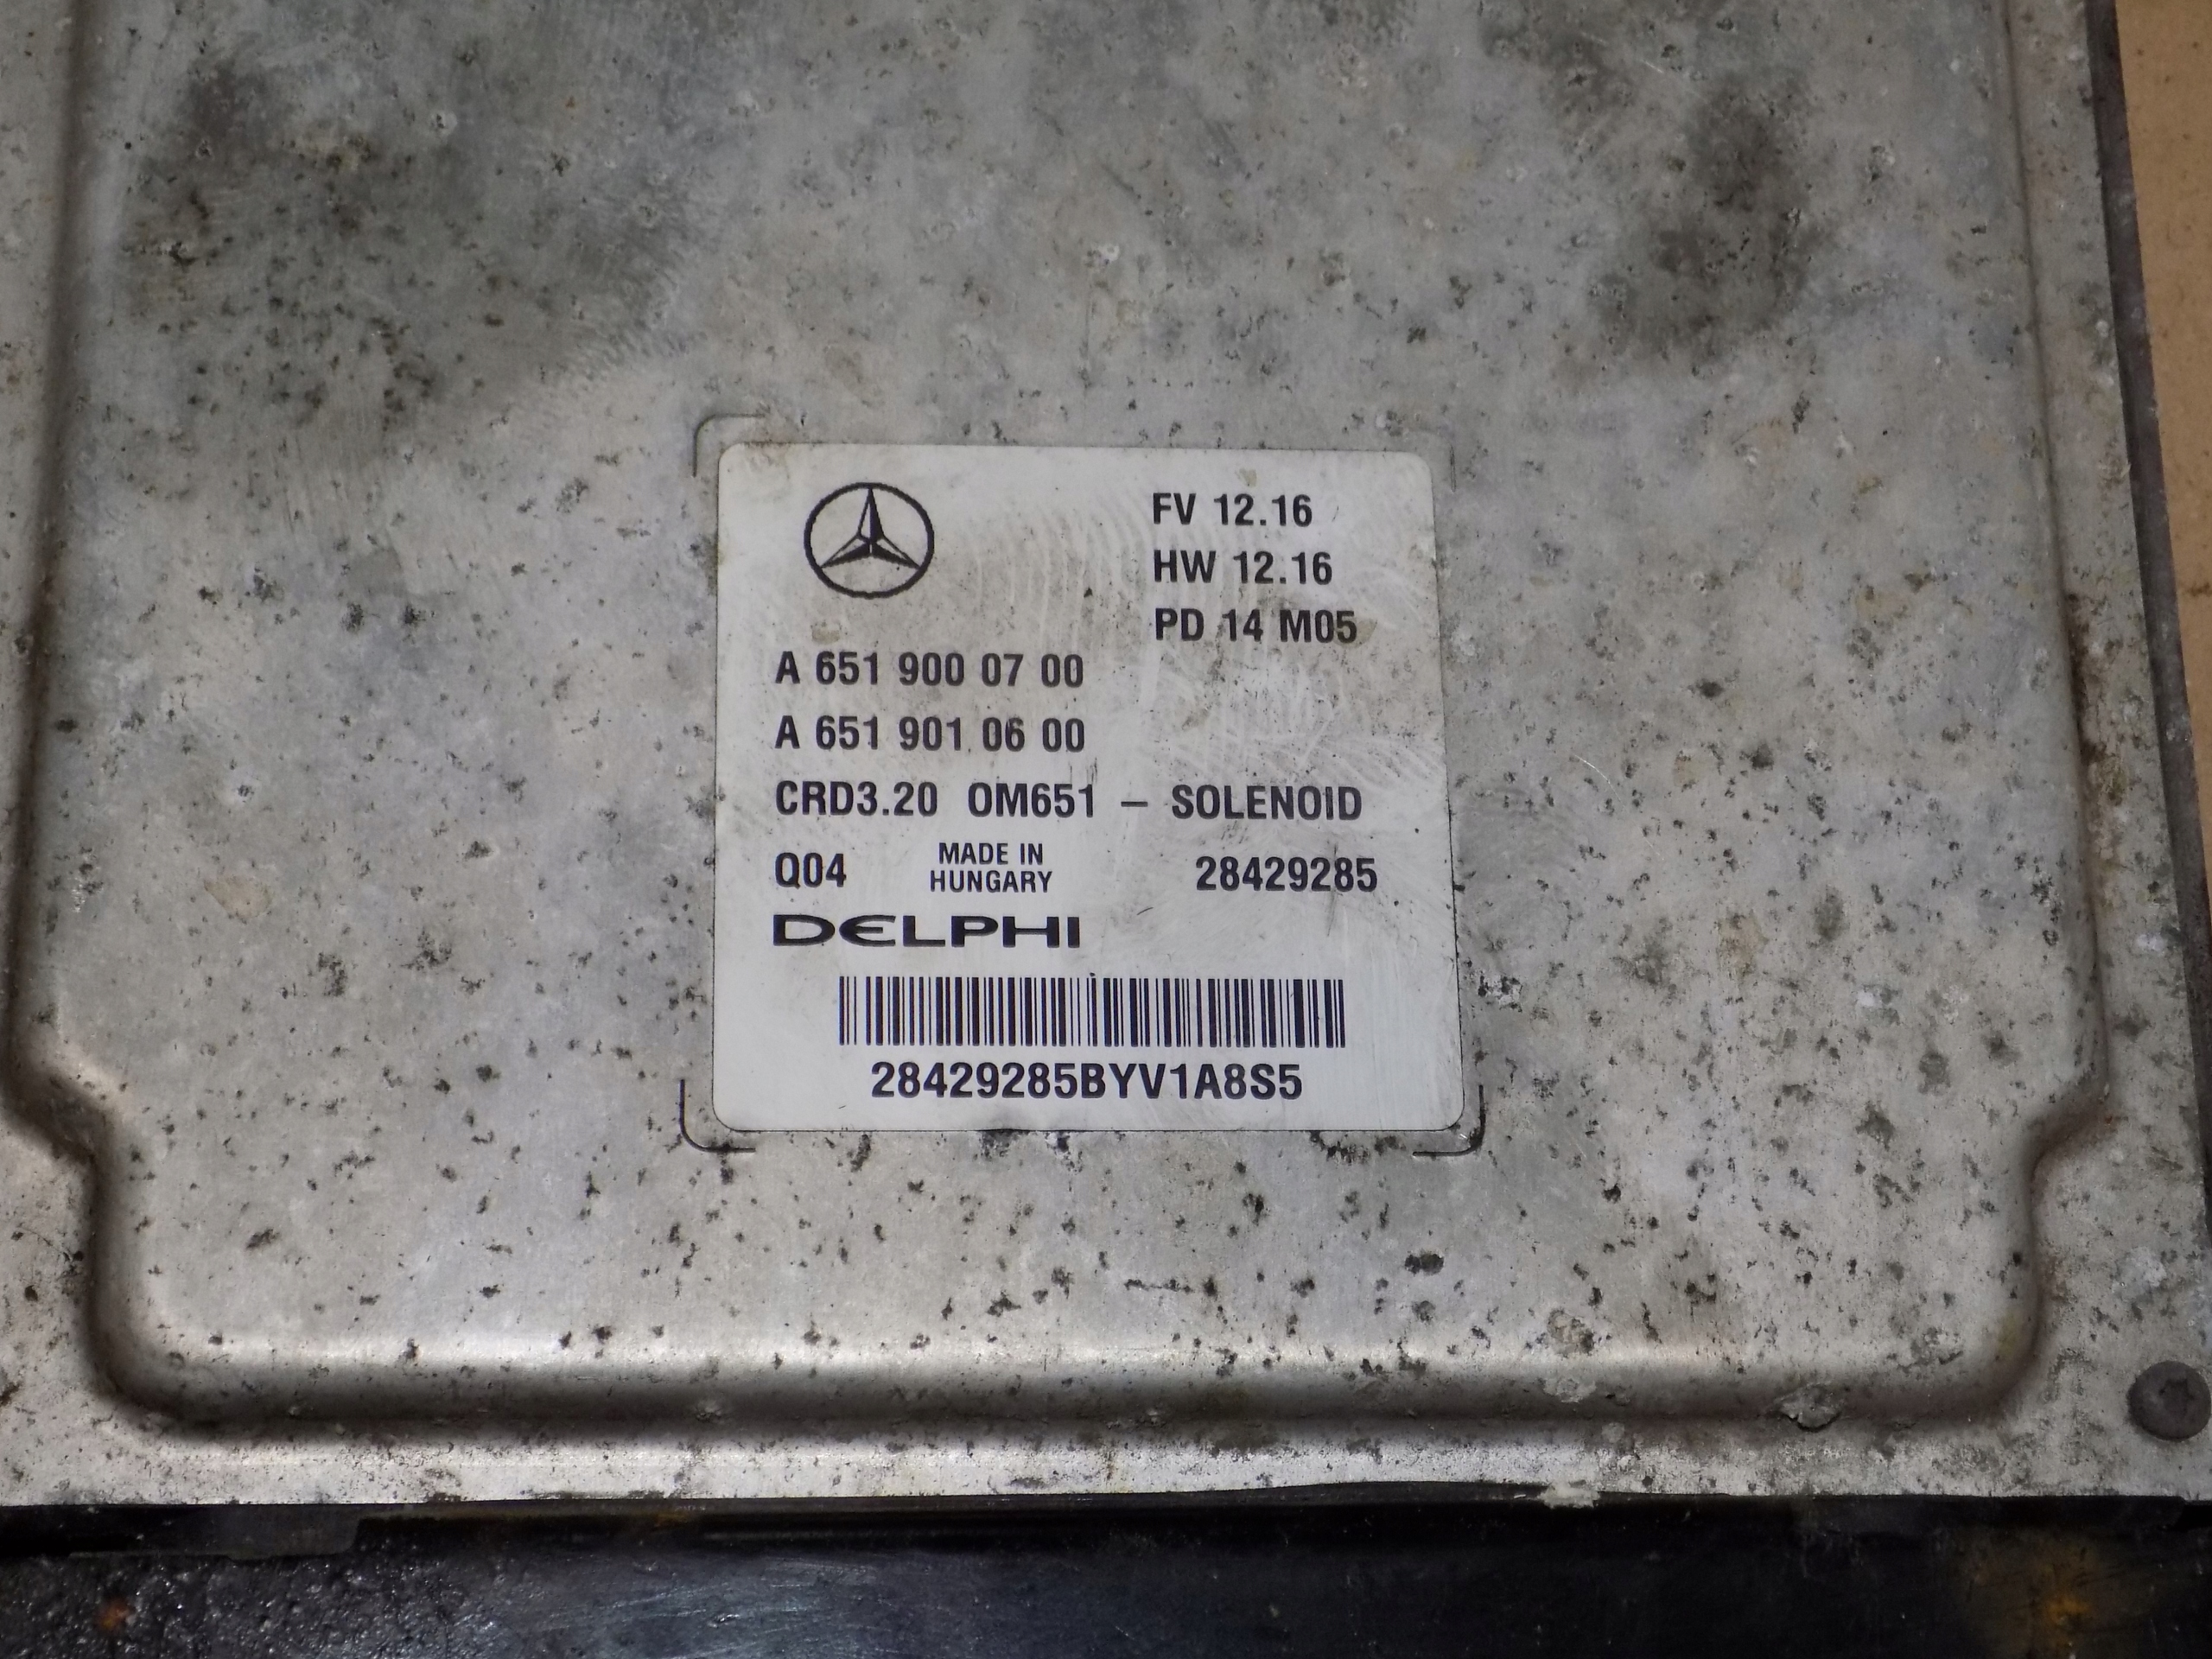 FV 12.16
HW 12.16
PD 14 M05
A 651 900 07 00
A 651 901 06 00
CRD3.20 OM651 – SOLENOID
Q04 MADE IN HUNGARY 28429285
DELPHI
28429285BYV1A8S5